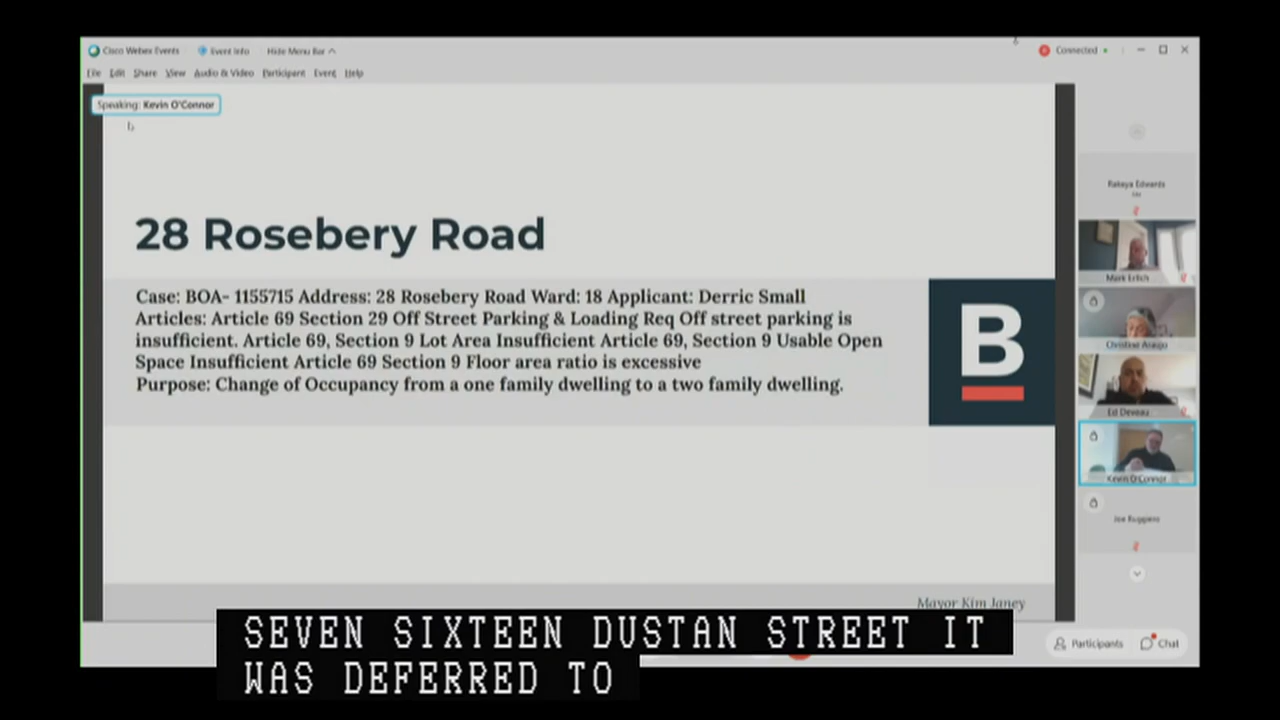 Cisco Webex Events Event Info Hide Menu Bar
Connected
File Edit Share View Audio & Video Participant Event Help
Speaking: Kevin O'Connor
Rakeya Edwards
Me
28 Rosebery Road
Mark Erlich
Case: BOA- 1155715 Address: 28 Rosebery Road Ward: 18 Applicant: Derric Small
Articles: Article 69 Section 29 Off Street Parking & Loading Req Off street parking is
insufficient. Article 69, Section 9 Lot Area Insufficient Article 69, Section 9 Usable Open
Space Insufficient Article 69 Section 9 Floor area ratio is excessive
Purpose: Change of Occupancy from a one family dwelling to a two family dwelling.
B
Christine Araujo
Ed Deveau
Kevin O'Connor
Joe Ruggiero
Mayor Kim Janey
SEVEN SIXTEEN DUSTAN STREET IT
WAS DEFERRED TO
Participants Chat